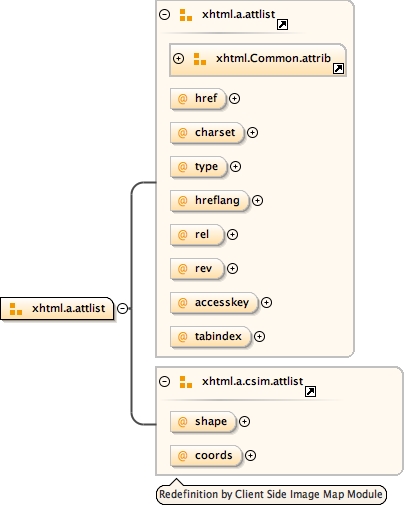 xhtml.a.attlist
xhtml.Common.attrib
@ href
@ charset
@ type
@ hreflang
@ rel
@ rev
@ accesskey
@ tabindex
xhtml.a.attlist
xhtml.a.csim.attlist
@ shape
@ coords
Redefinition by Client Side Image Map Module